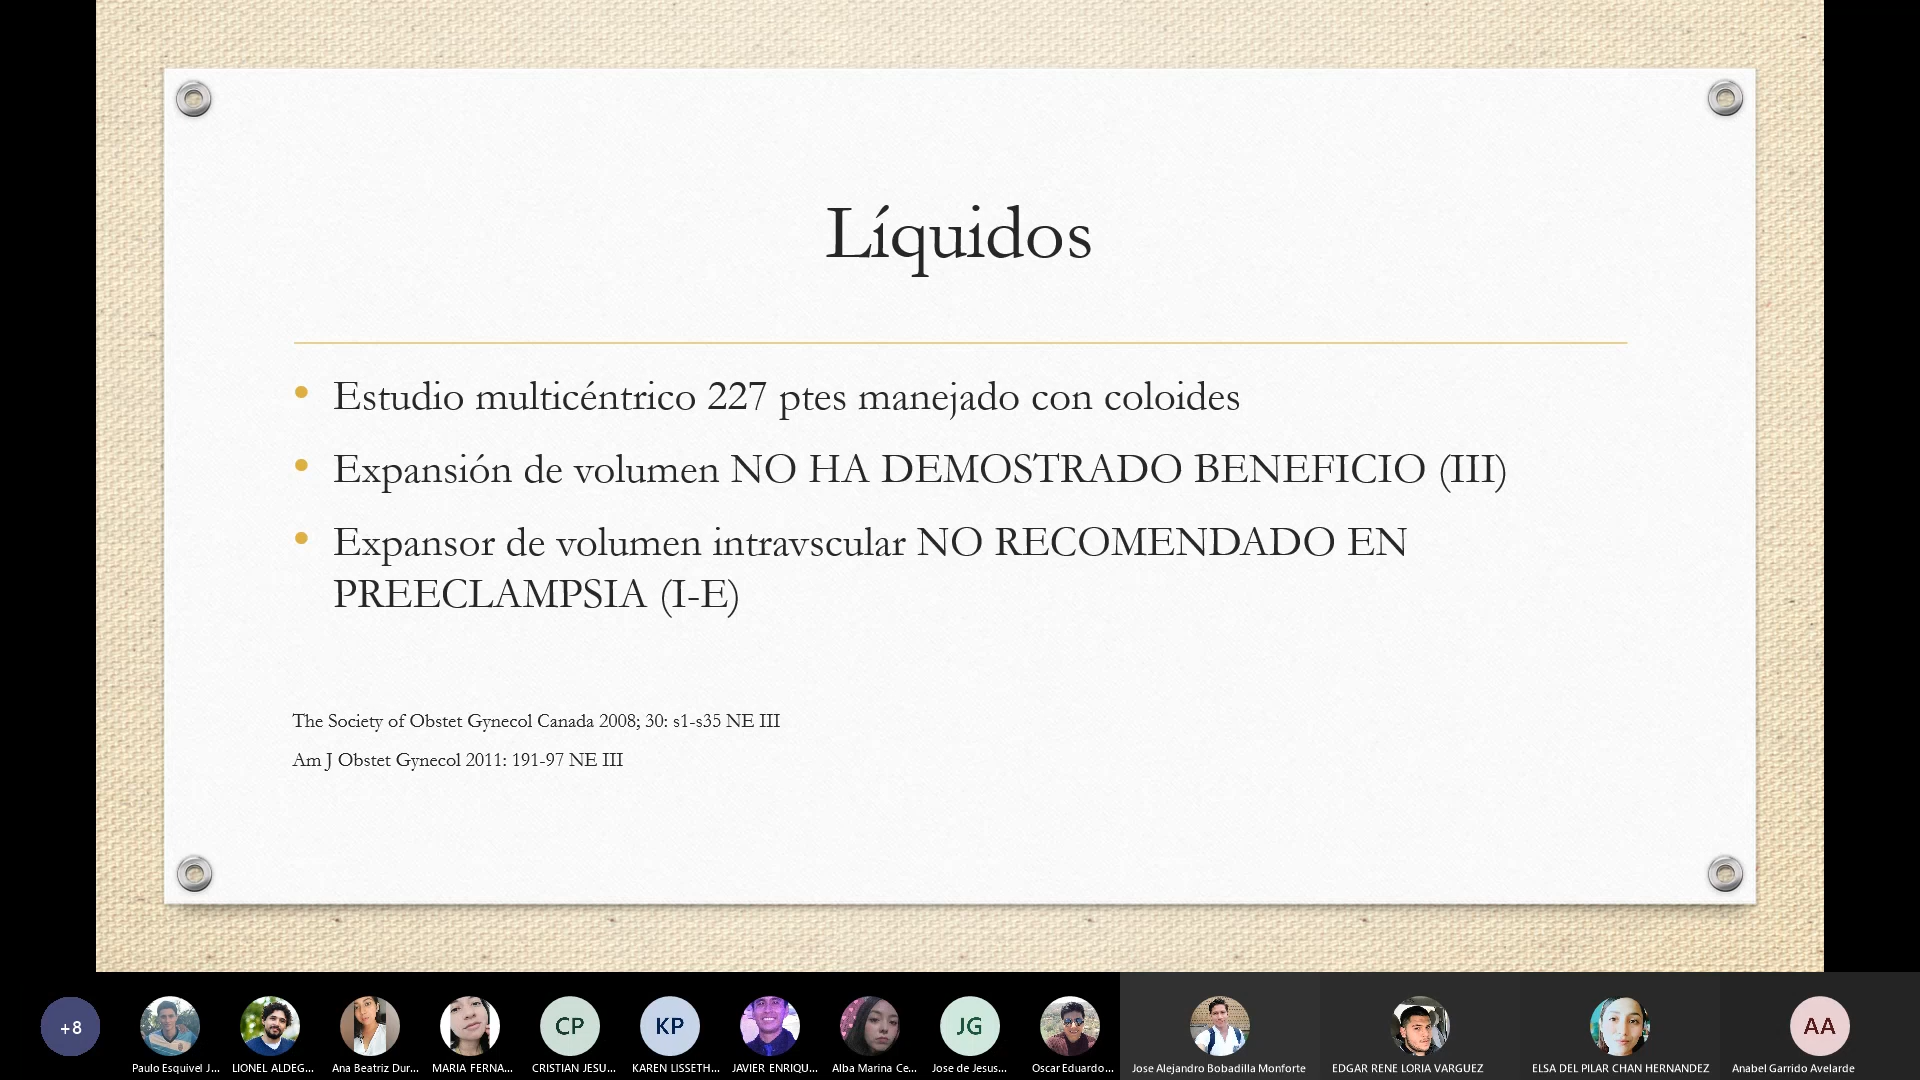 Líquidos
Estudio multicéntrico 227 ptes manejado con coloides
Expansión de volumen NO HA DEMOSTRADO BENEFICIO (III)
Expansor de volumen intravscular NO RECOMENDADO EN
PREECLAMPSIA (I-E)
The Society of Obstet Gynecol Canada 2008; 30: s1-s35 NE III
Am J Obstet Gynecol 2011: 191-97 NE III
+8
CP
KP
JG
AA
Paulo Esquivel J...
LIONEL ALDEG...
Ana Beatriz Dur...
MARIA FERNA...
CRISTIAN JESU...
KAREN LISSETH...
JAVIER ENRIQU...
Alba Marina Ce...
Jose de Jesus...
Oscar Eduardo...
Jose Alejandro Bobadilla Monforte
EDGAR RENE LORIA VARGUEZ
ELSA DEL PILAR CHAN HERNANDEZ
Anabel Garrido Avelarde